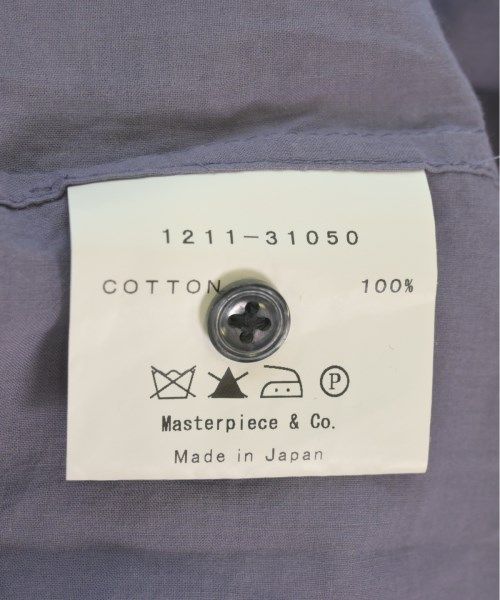 1211-31050
COTTON 100%
P
Masterpiece & Co.
Made in Japan